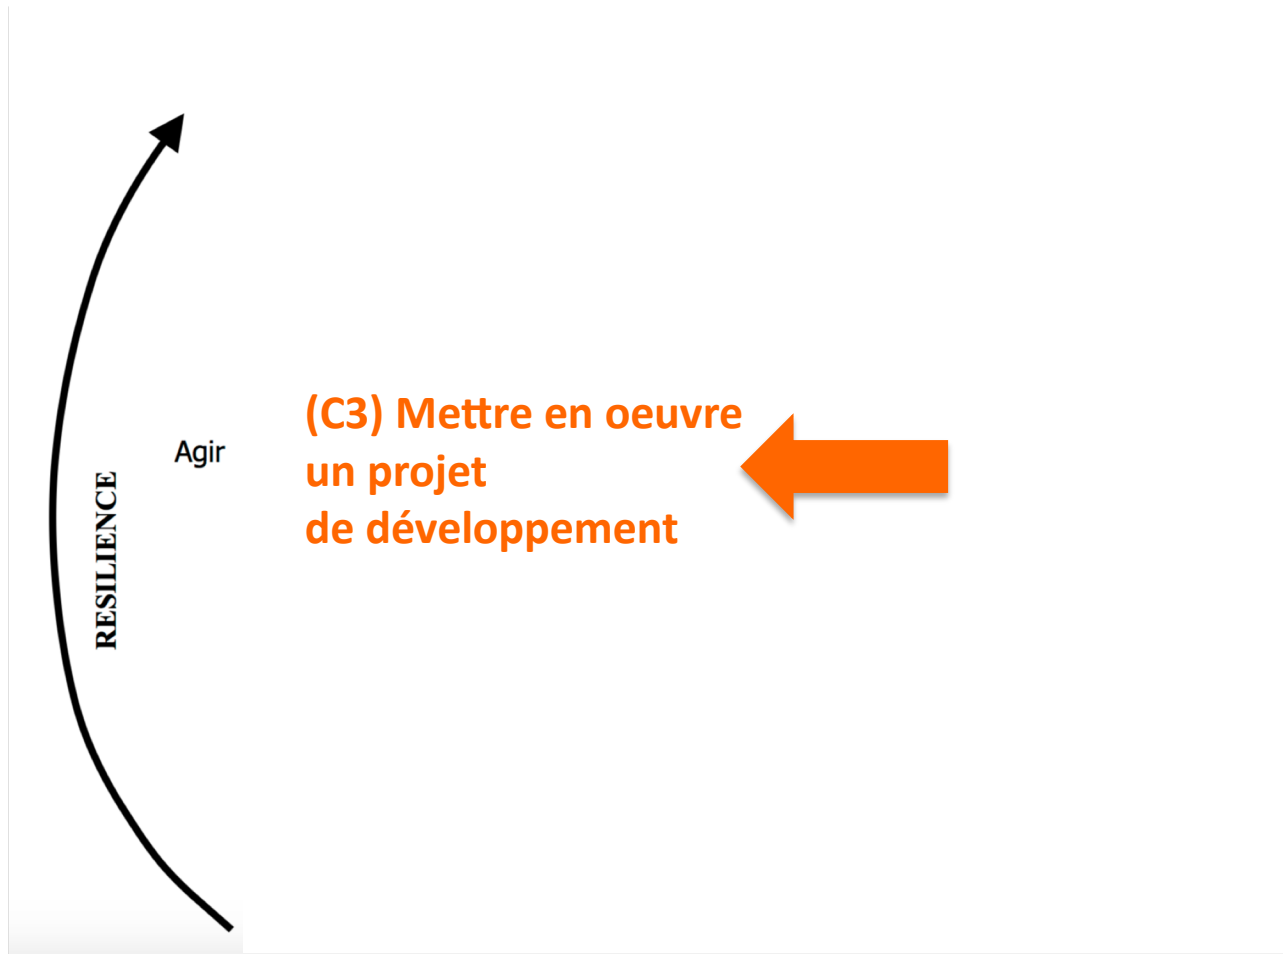 (C3) Mettre en oeuvre
Agir
un projet
RESILIENCE
de développement